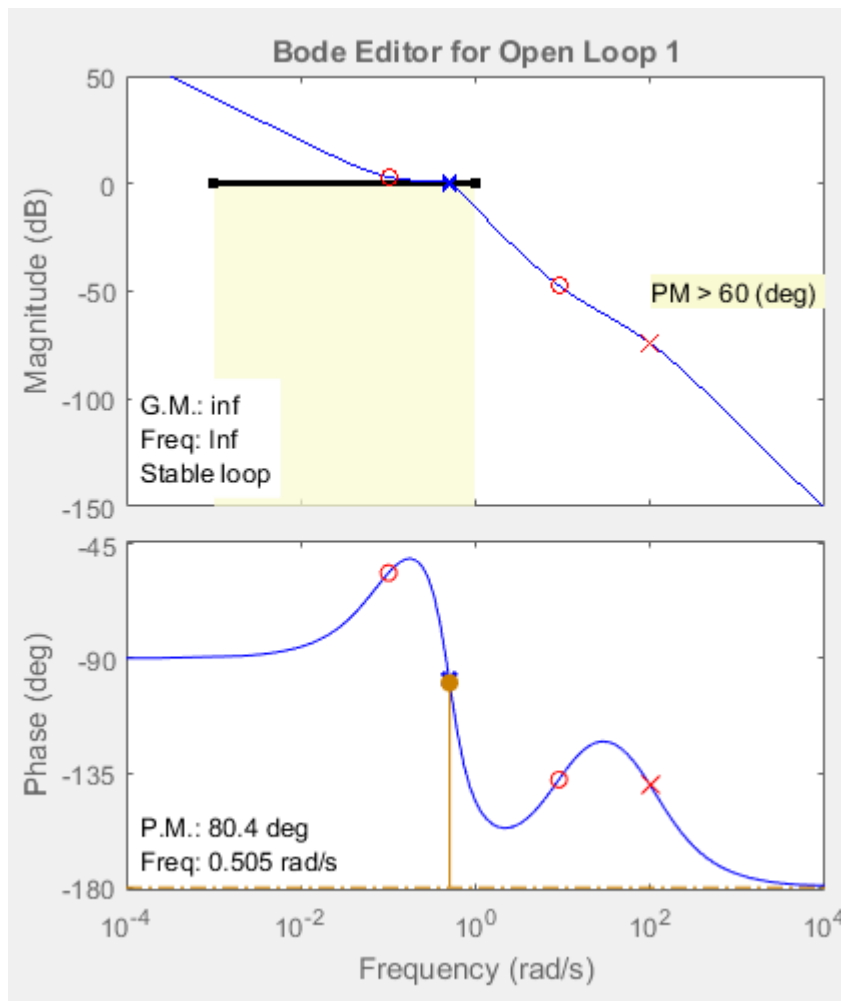 Bode Editor for Open Loop 1
50
0
-50
-100
-150
Magnitude (dB)
PM > 60 (deg)
G.M.: inf
Freq: Inf
Stable loop
-45
-90
-135
-180
Phase (deg)
P.M.: 80.4 deg
Freq: 0.505 rad/s
10^-4 10^-2 10^0 10^2 10^4
Frequency (rad/s)